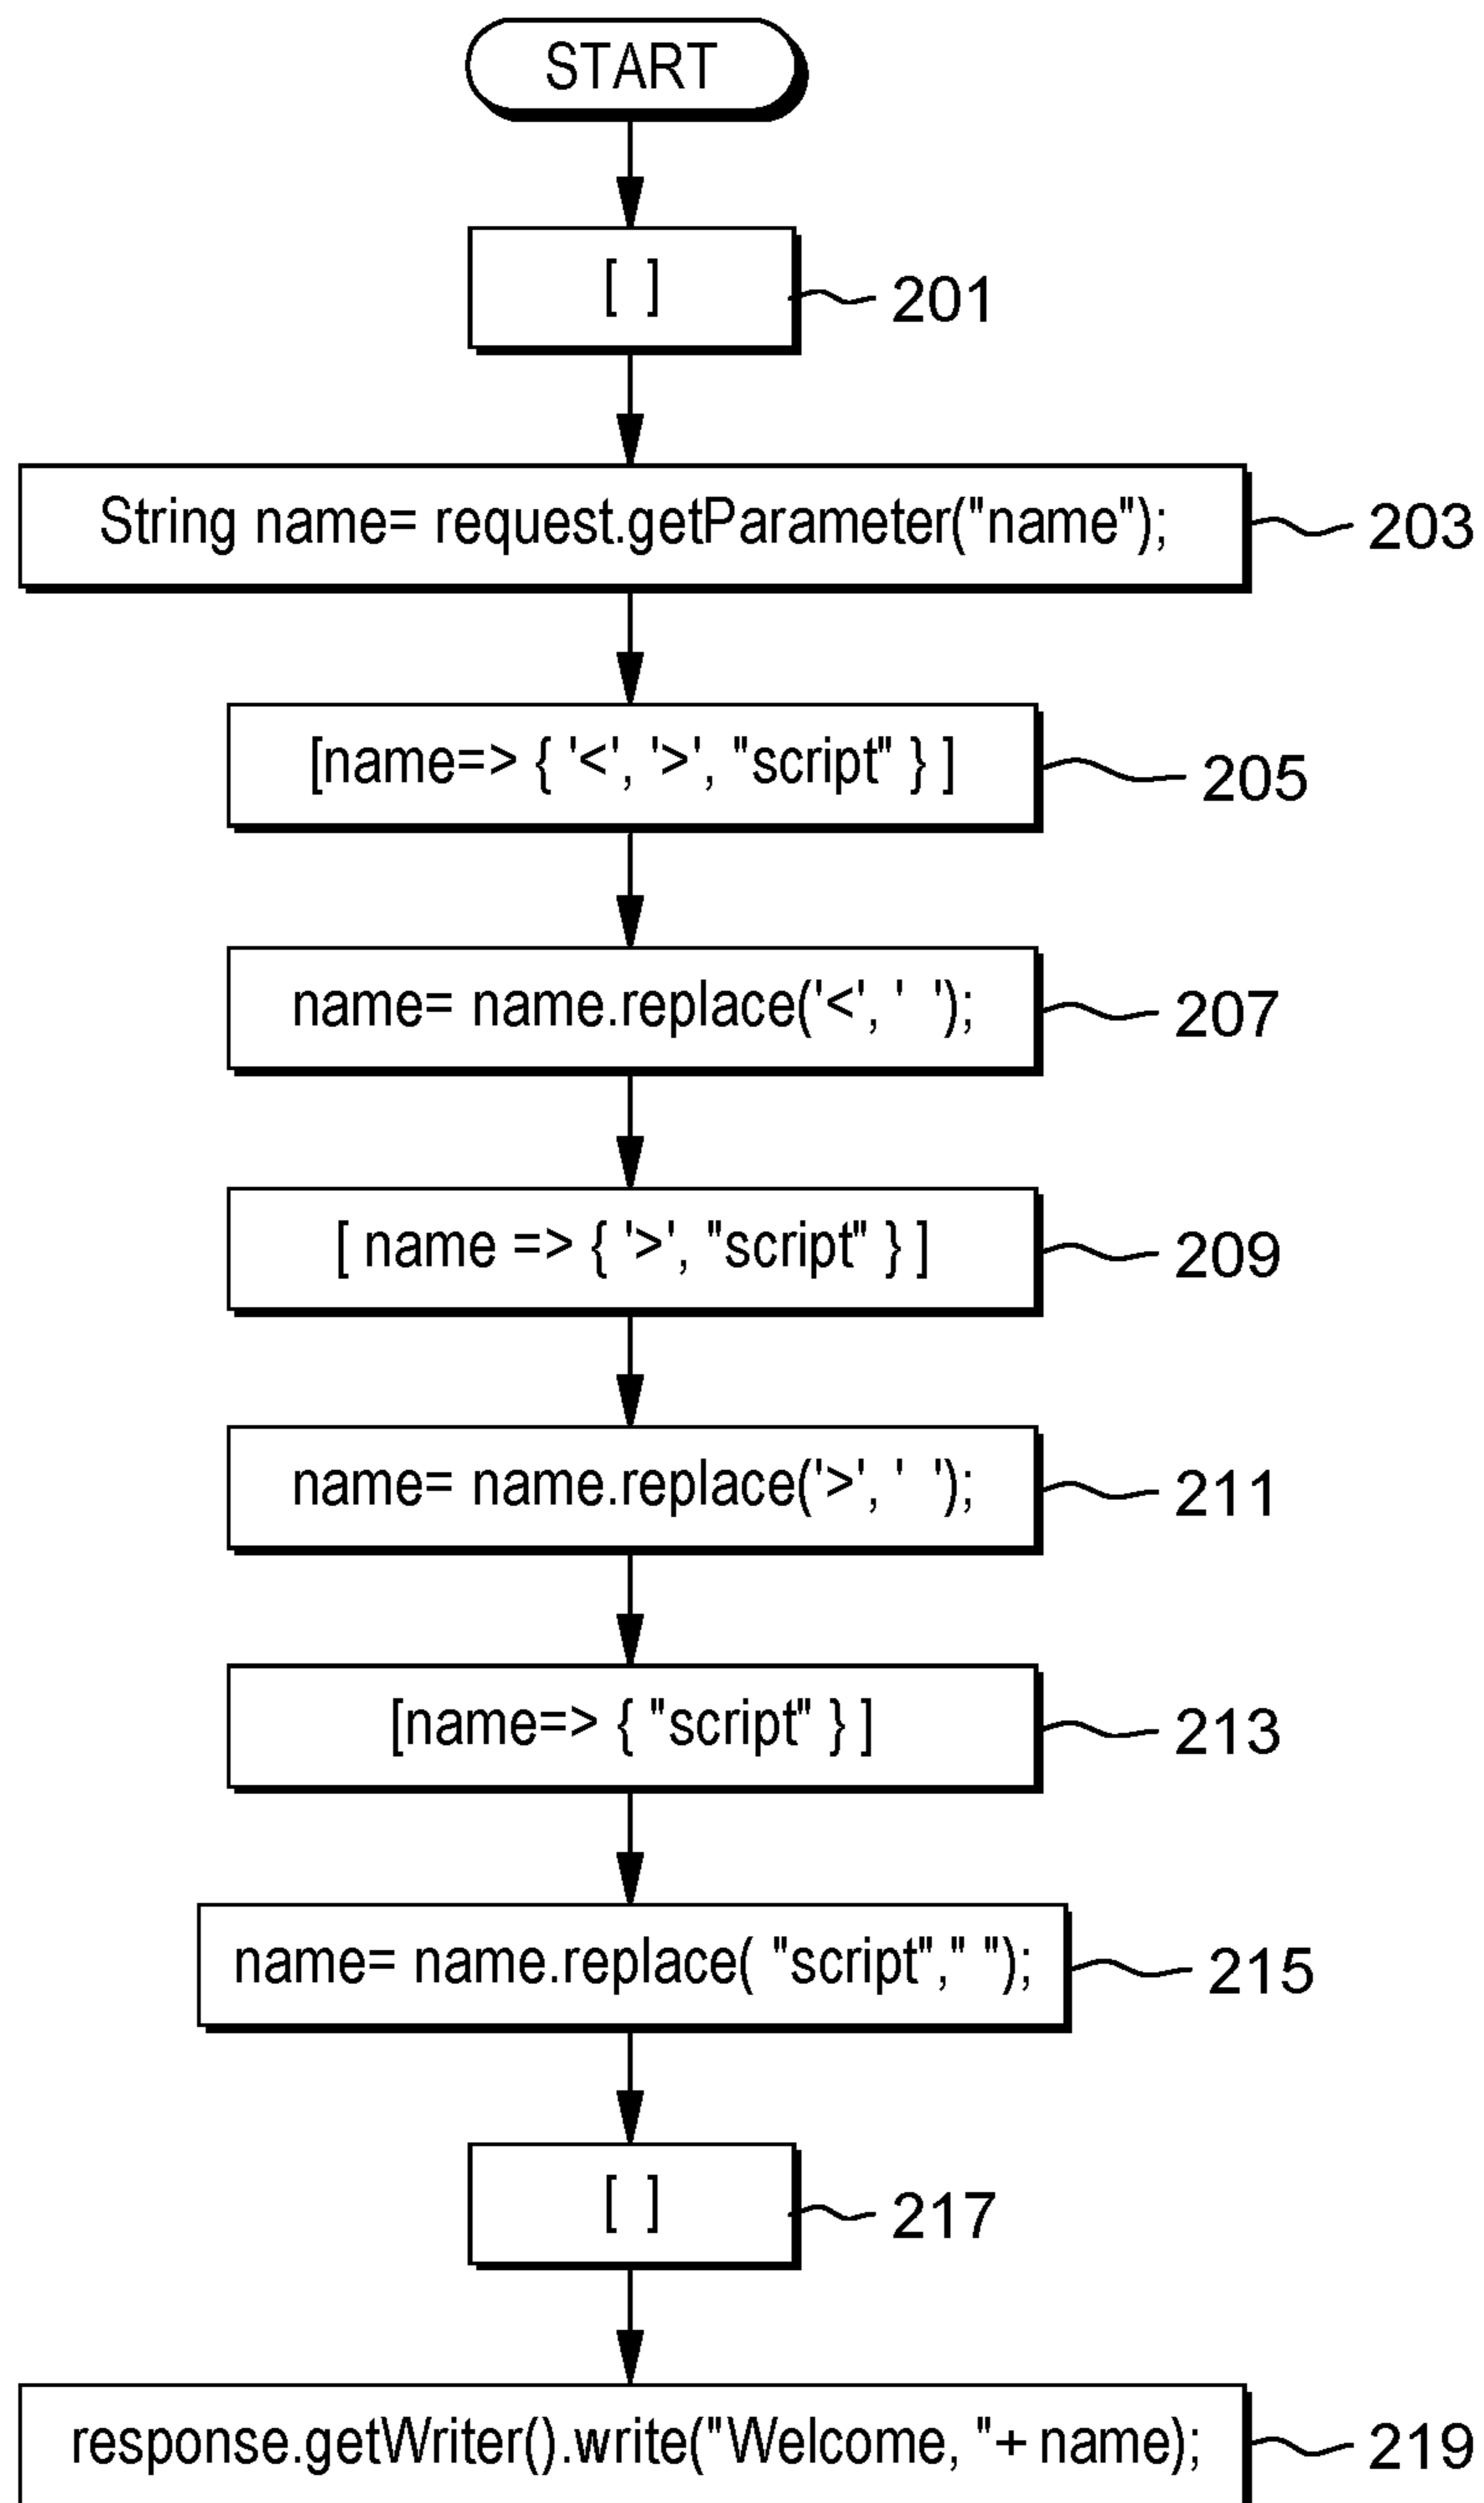 START
[ ]
201
String name= request.getParameter("name");
203
[name=> { '<', '>', "script" } ]
205
name= name.replace('<', ' ');
207
[ name => { '>', "script" } ]
209
name= name.replace('>', ' ');
211
[name=> { "script" } ]
213
name= name.replace( "script"," ");
215
[ ]
217
response.getWriter().write("Welcome, "+ name);
219